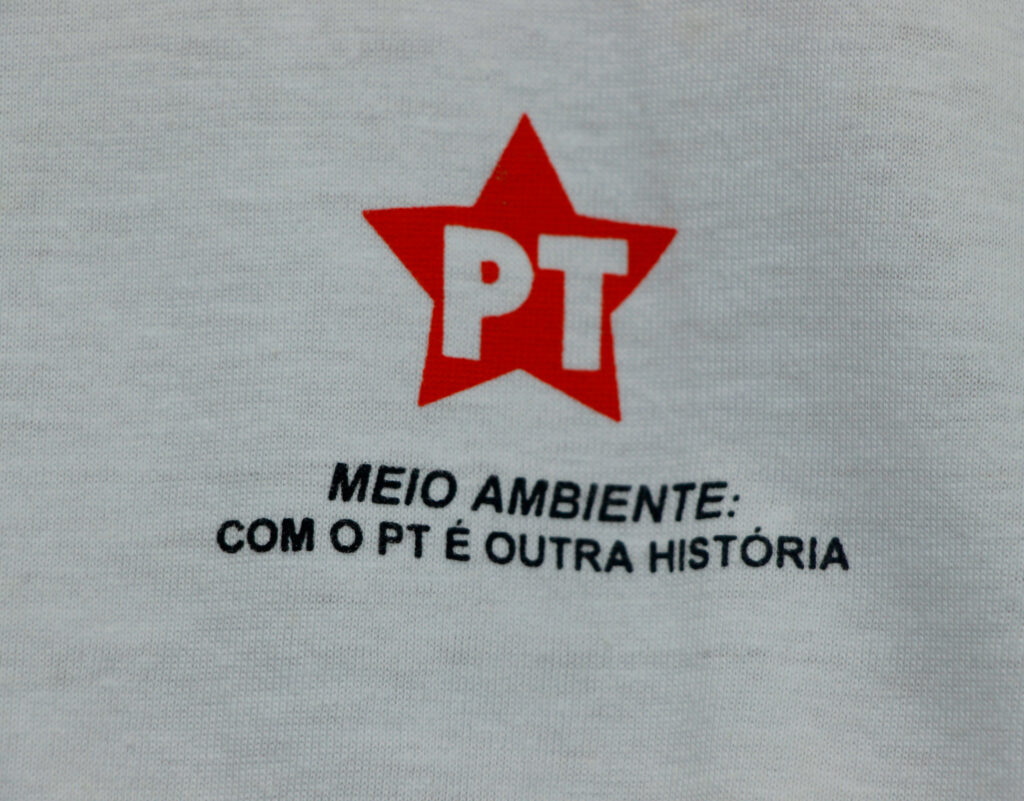 PT
MEIO AMBIENTE:
COM O PT É OUTRA HISTÓRIA